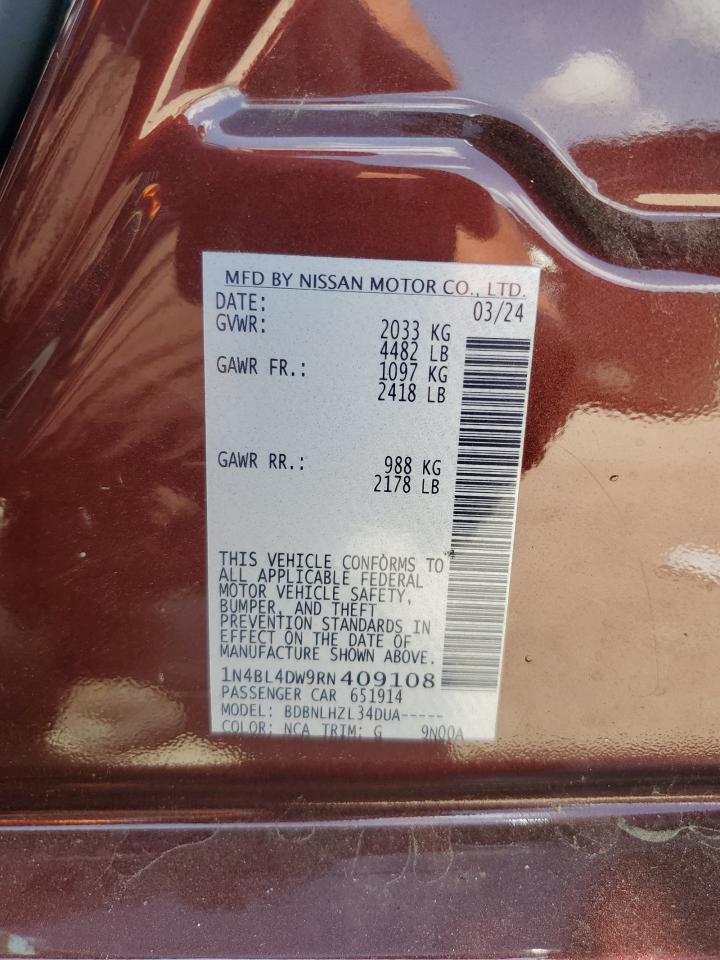 MFD BY NISSAN MOTOR CO., LTD.
DATE: 03/24
GVWR: 2033 KG
4482 LB
GAWR FR.: 1097 KG
2418 LB
GAWR RR.: 988 KG
2178 LB
THIS VEHICLE CONFORMS TO
ALL APPLICABLE FEDERAL
MOTOR VEHICLE SAFETY,
BUMPER, AND THEFT
PREVENTION STANDARDS IN
EFFECT ON THE DATE OF
MANUFACTURE SHOWN ABOVE.
1N4BL4DW9RN409108
PASSENGER CAR 651914
MODEL: BDBNLHZL34DUA-----
COLOR: NCA TRIM: G 9N00A